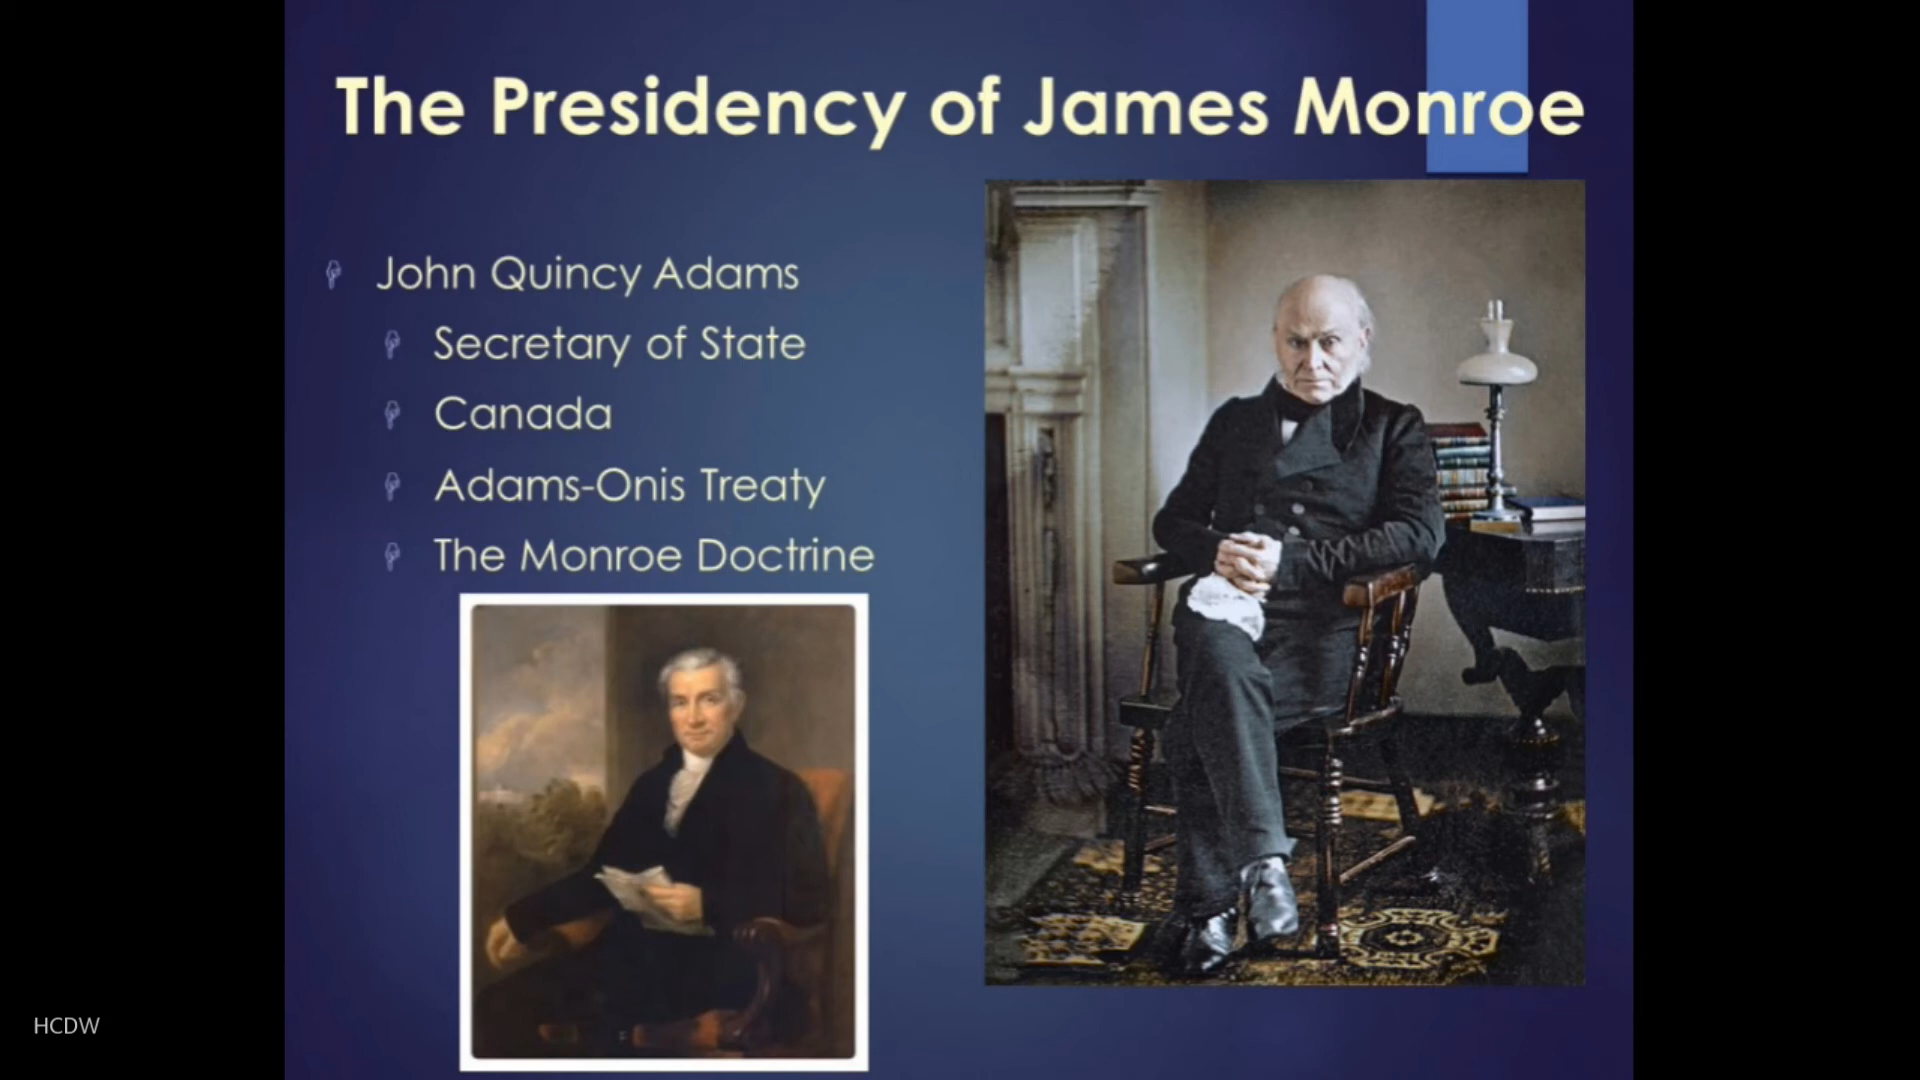 The Presidency of James Monroe
John Quincy Adams
Secretary of State
Canada
Adams-Onis Treaty
The Monroe Doctrine
HCDW